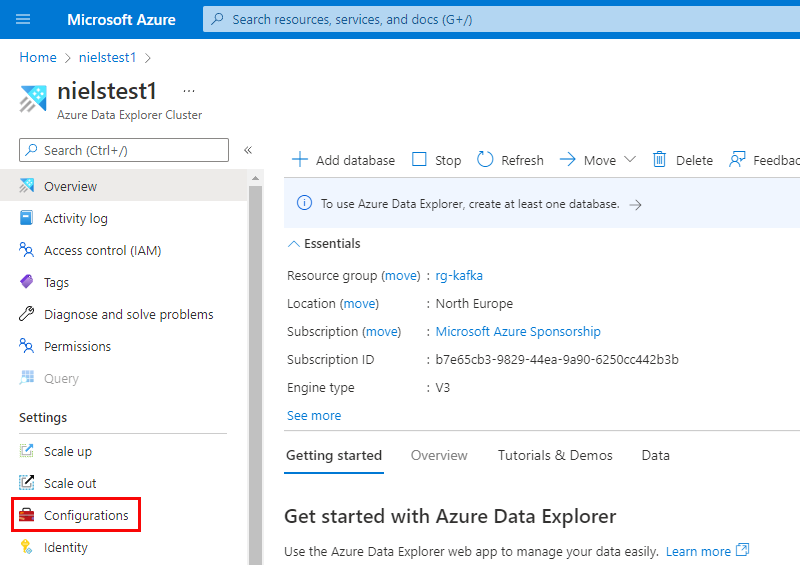 Microsoft Azure
Search resources, services, and docs (G+/)
Home > nielstest1 >
nielstest1 ...
Azure Data Explorer Cluster
Search (Ctrl+/) «
Overview
Activity log
Access control (IAM)
Tags
Diagnose and solve problems
Permissions
Query
Settings
Scale up
Scale out
Configurations
Identity
Add database Stop Refresh Move Delete Feedbac
To use Azure Data Explorer, create at least one database. →
Essentials
Resource group (move) : rg-kafka
Location (move) : North Europe
Subscription (move) : Microsoft Azure Sponsorship
Subscription ID : b7e65cb3-9829-44ea-9a90-6250cc442b3b
Engine type : V3
See more
Getting started Overview Tutorials & Demos Data
Get started with Azure Data Explorer
Use the Azure Data Explorer web app to manage your data easily. Learn more